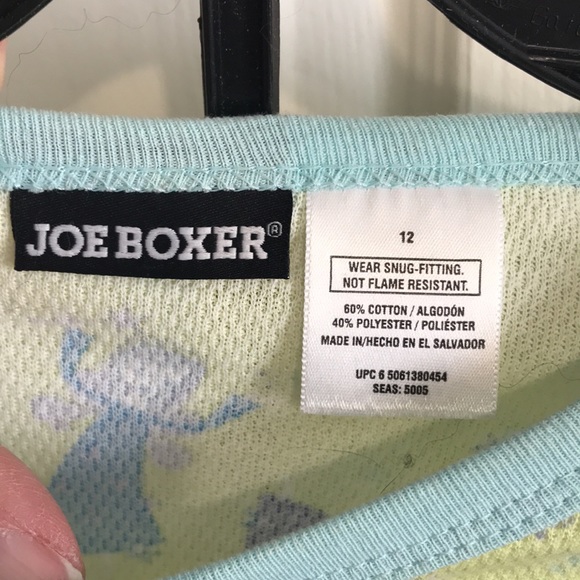 JOE BOXER®
12
WEAR SNUG-FITTING.
NOT FLAME RESISTANT.
60% COTTON / ALGODÓN
40% POLYESTER / POLIÉSTER
MADE IN/HECHO EN EL SALVADOR
UPC 6 5061380454
SEAS: 5005